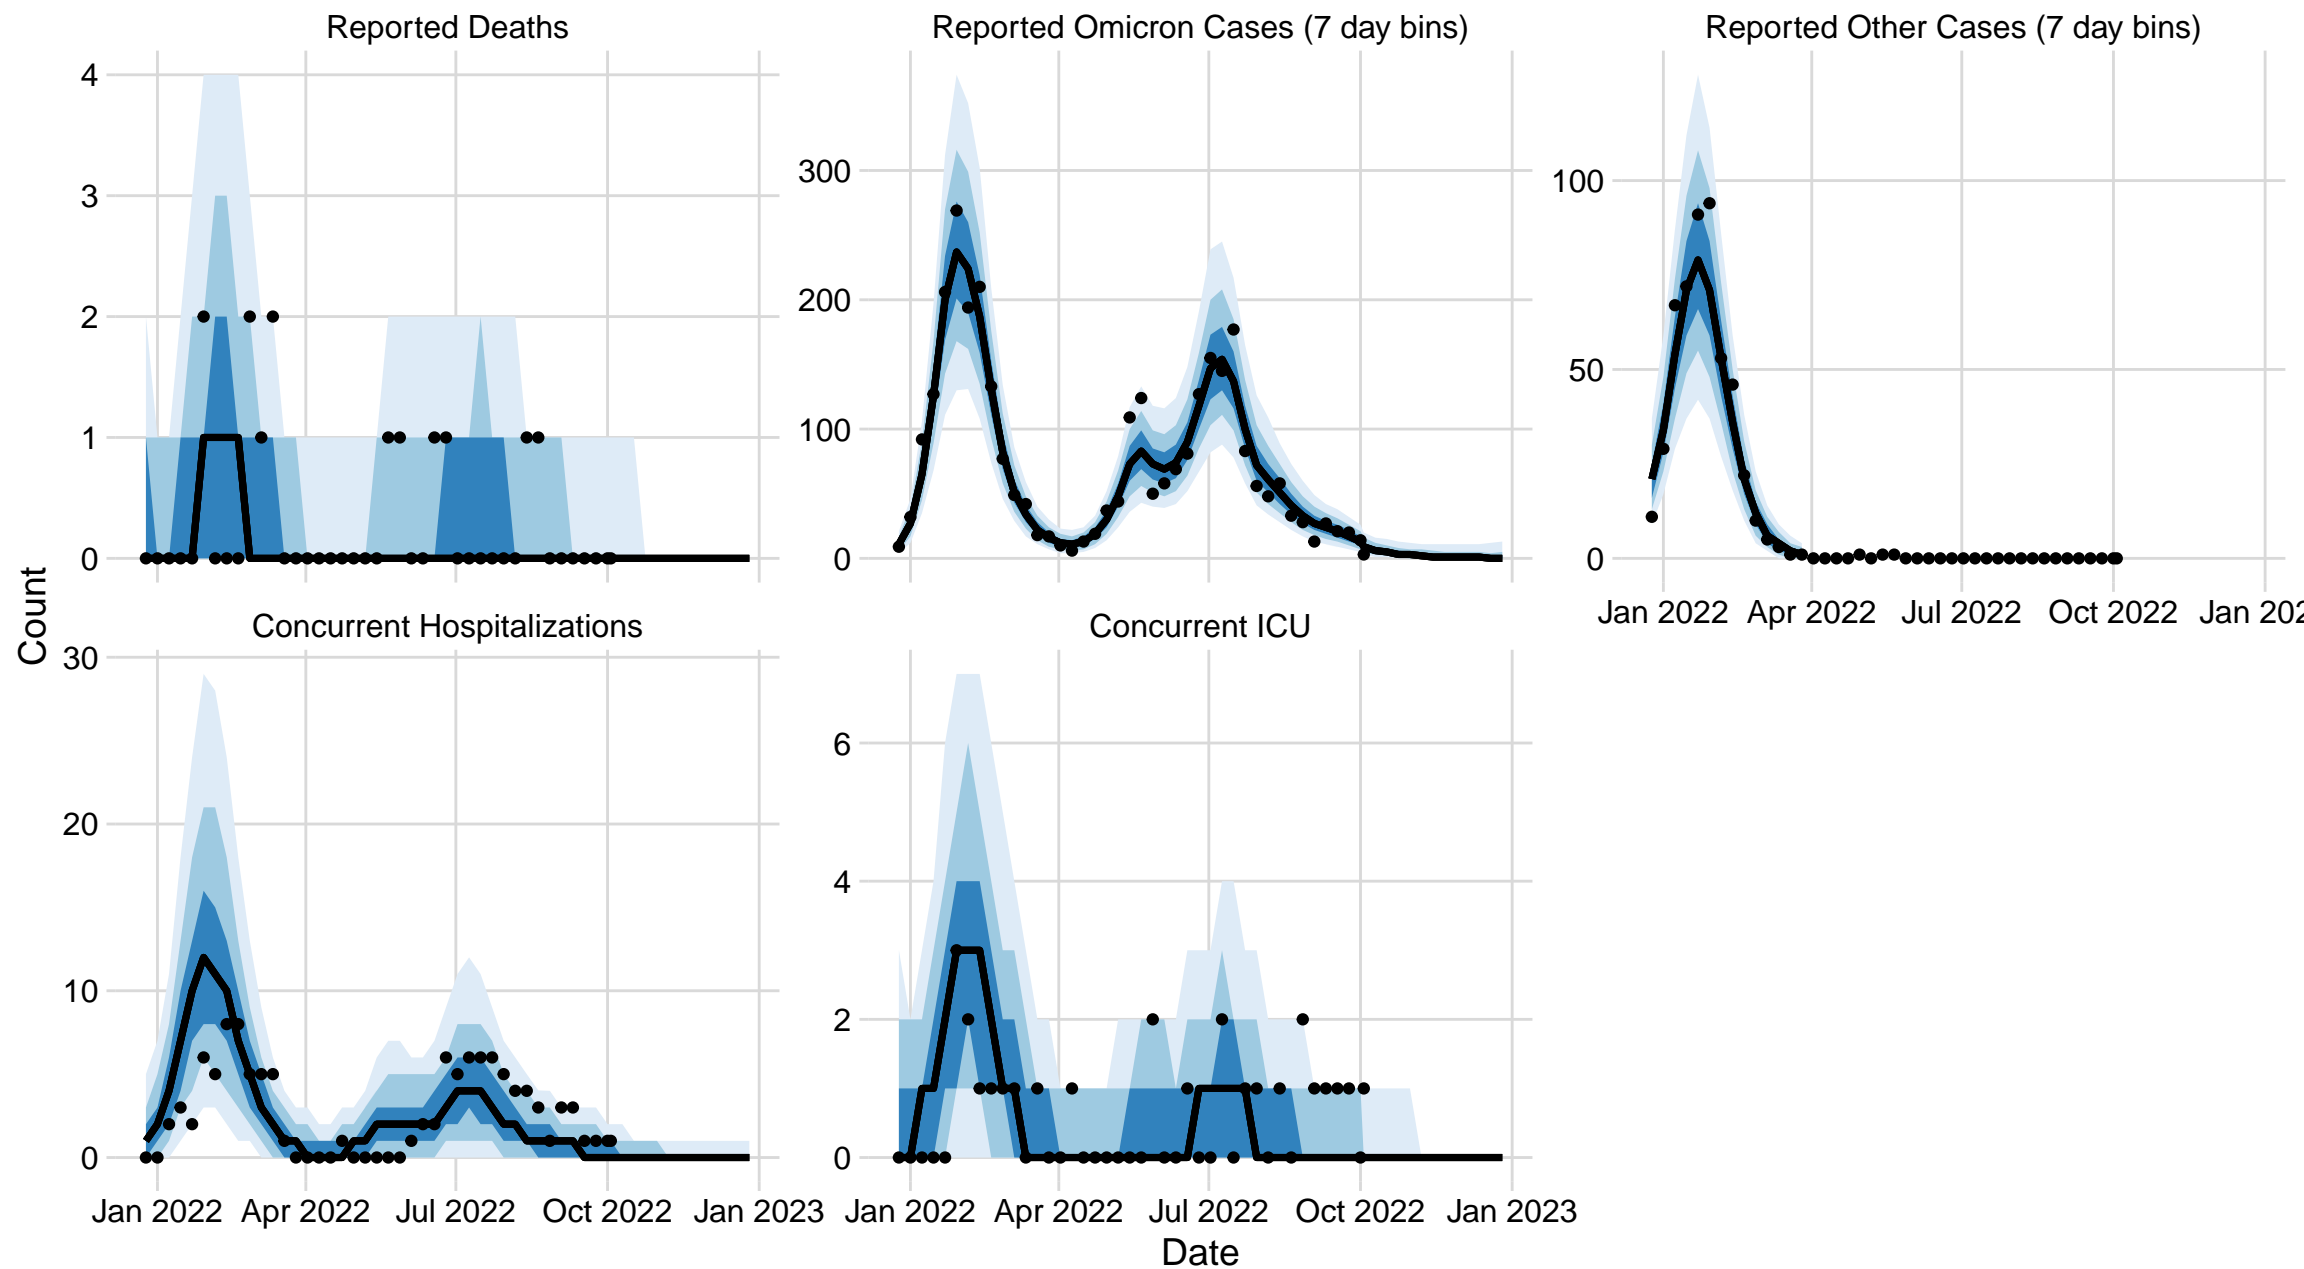 Reported Deaths
Reported Omicron Cases (7 day bins)
Reported Other Cases (7 day bins)
4
3
2
1
0
300
200
100
0
100
50
0
Jan 2022 Apr 2022 Jul 2022 Oct 2022 Jan 202
Count
Concurrent Hospitalizations
Concurrent ICU
30
20
10
0
6
4
2
0
Jan 2022 Apr 2022 Jul 2022 Oct 2022 Jan 2023
Jan 2022 Apr 2022 Jul 2022 Oct 2022 Jan 2023
Date